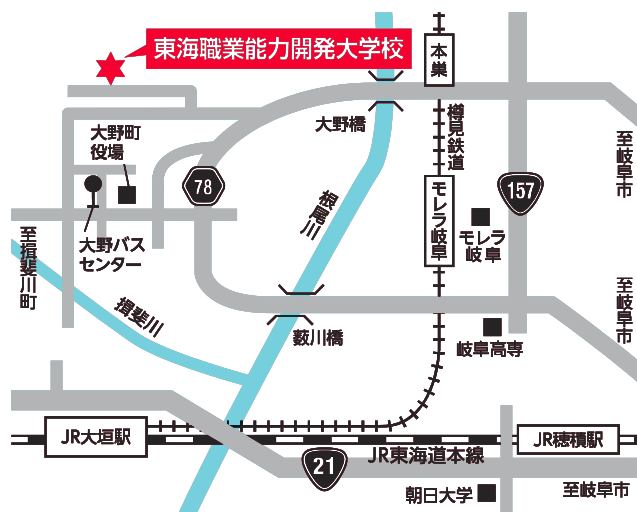 東海職業能力開発大学校
本巣
大野橋
樽見鉄道
大野町
役場
至岐阜市
78
157
モレラ岐阜
根尾川
モレラ
岐阜
大野バス
センター
至揖斐川町
揖斐川
至岐阜市
薮川橋
岐阜高専
JR大垣駅
JR穂積駅
JR東海道本線
21
朝日大学
至岐阜市